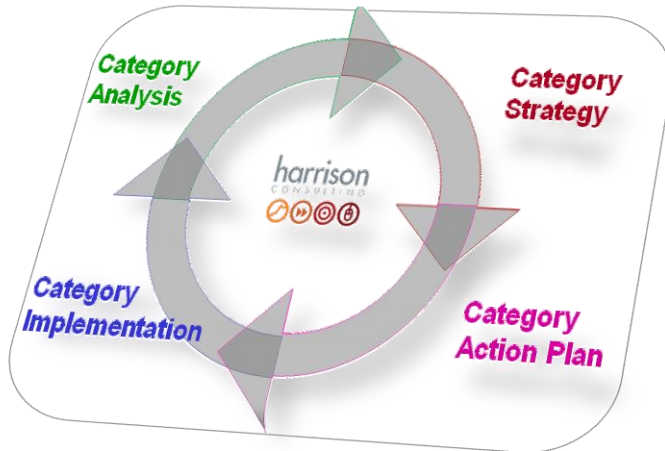 Category
Analysis
Category
Strategy
harrison
CONSULTING
Category
Implementation
Category
Action Plan